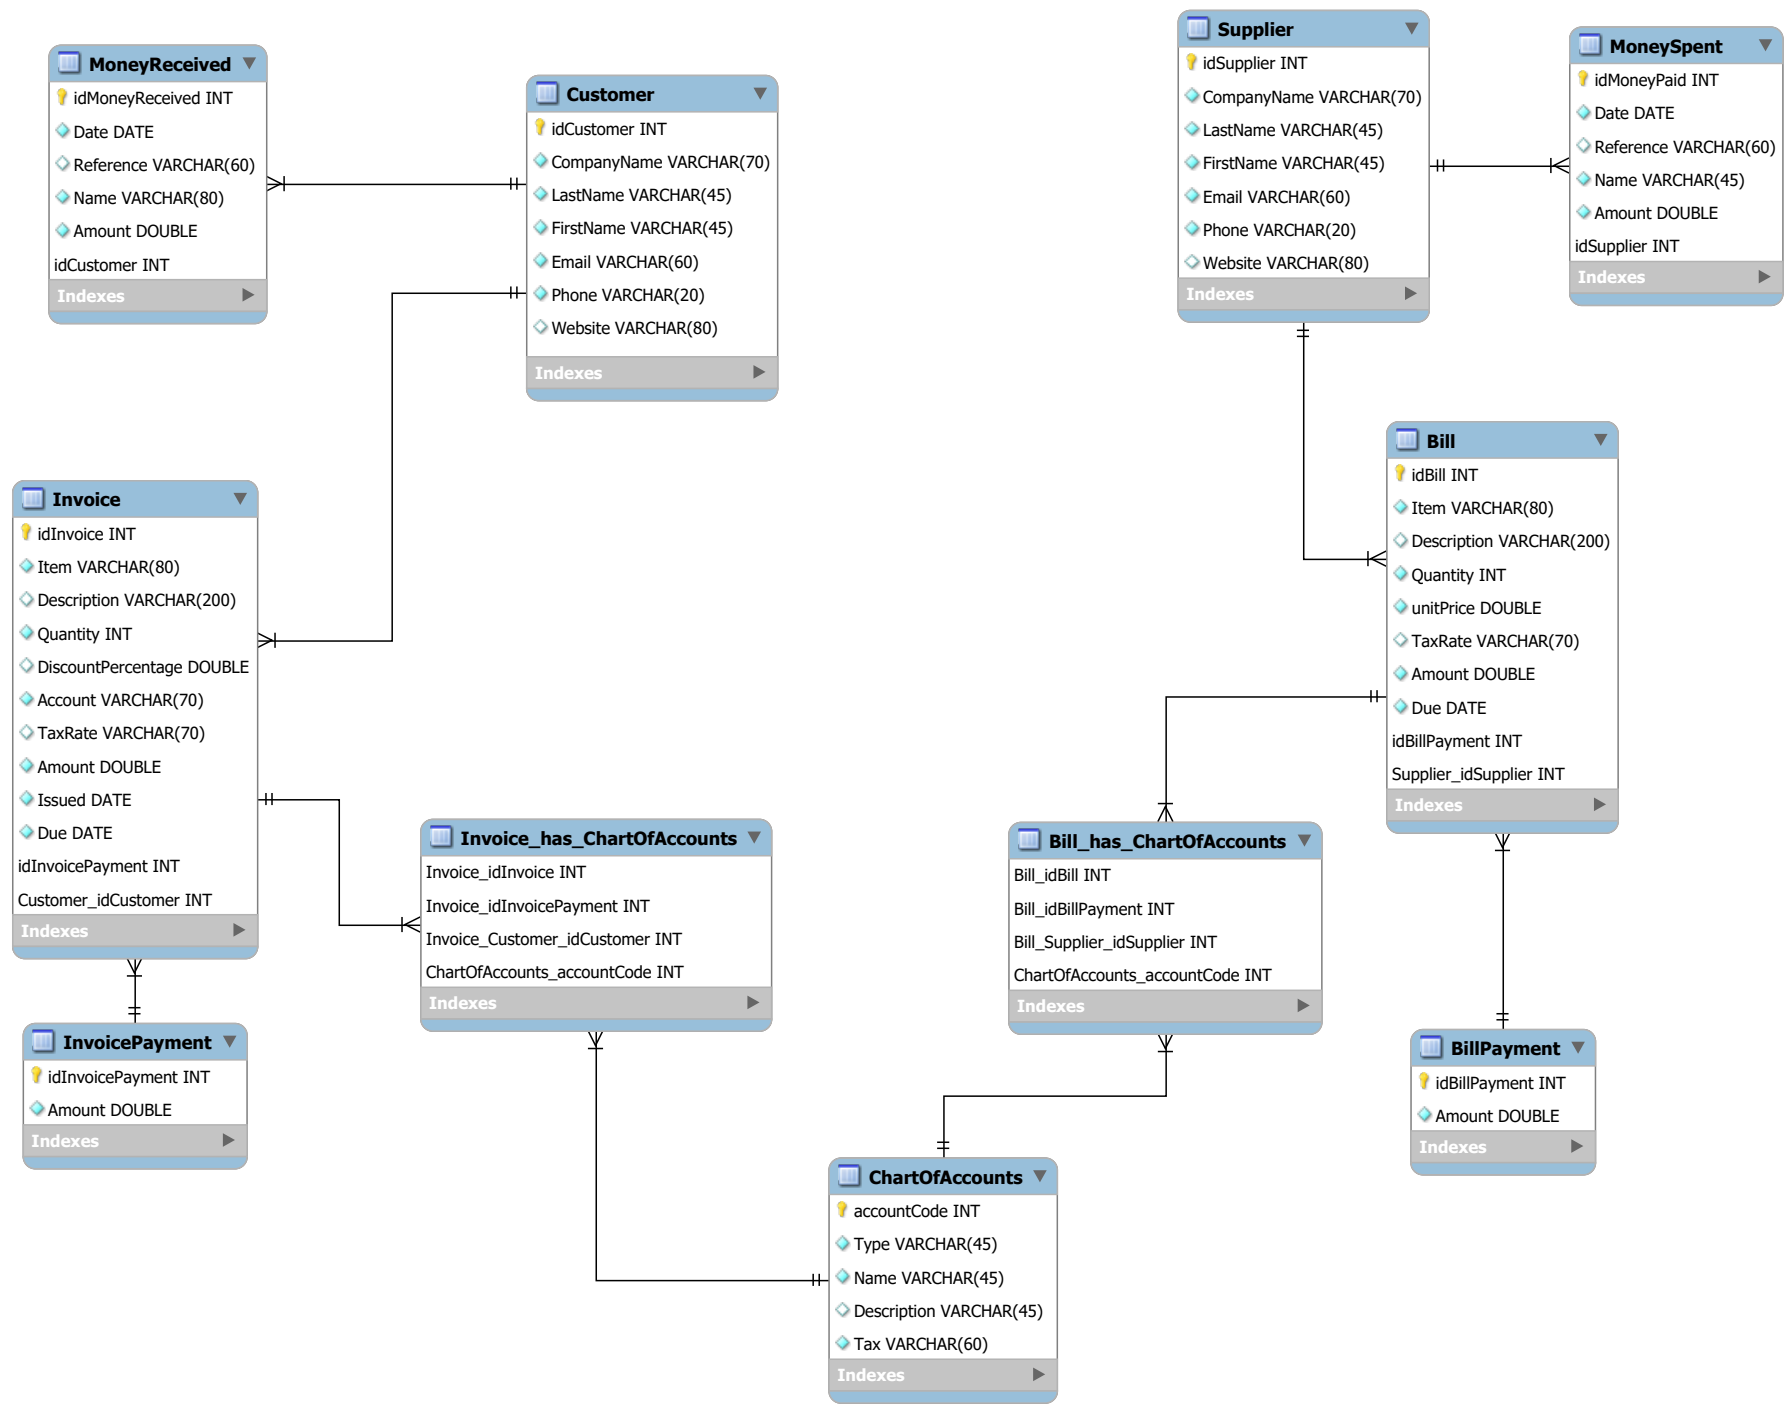 MoneyReceived
idMoneyReceived INT
Date DATE
Reference VARCHAR(60)
Name VARCHAR(80)
Amount DOUBLE
idCustomer INT
Indexes
Customer
idCustomer INT
CompanyName VARCHAR(70)
LastName VARCHAR(45)
FirstName VARCHAR(45)
Email VARCHAR(60)
Phone VARCHAR(20)
Website VARCHAR(80)
Indexes
Supplier
idSupplier INT
CompanyName VARCHAR(70)
LastName VARCHAR(45)
FirstName VARCHAR(45)
Email VARCHAR(60)
Phone VARCHAR(20)
Website VARCHAR(80)
Indexes
MoneySpent
idMoneyPaid INT
Date DATE
Reference VARCHAR(60)
Name VARCHAR(45)
Amount DOUBLE
idSupplier INT
Indexes
Invoice
idInvoice INT
Item VARCHAR(80)
Description VARCHAR(200)
Quantity INT
DiscountPercentage DOUBLE
Account VARCHAR(70)
TaxRate VARCHAR(70)
Amount DOUBLE
Issued DATE
Due DATE
idInvoicePayment INT
Customer_idCustomer INT
Indexes
Bill
idBill INT
Item VARCHAR(80)
Description VARCHAR(200)
Quantity INT
unitPrice DOUBLE
TaxRate VARCHAR(70)
Amount DOUBLE
Due DATE
idBillPayment INT
Supplier_idSupplier INT
Indexes
Invoice_has_ChartOfAccounts
Invoice_idInvoice INT
Invoice_idInvoicePayment INT
Invoice_Customer_idCustomer INT
ChartOfAccounts_accountCode INT
Indexes
Bill_has_ChartOfAccounts
Bill_idBill INT
Bill_idBillPayment INT
Bill_Supplier_idSupplier INT
ChartOfAccounts_accountCode INT
Indexes
InvoicePayment
idInvoicePayment INT
Amount DOUBLE
Indexes
BillPayment
idBillPayment INT
Amount DOUBLE
Indexes
ChartOfAccounts
accountCode INT
Type VARCHAR(45)
Name VARCHAR(45)
Description VARCHAR(45)
Tax VARCHAR(60)
Indexes